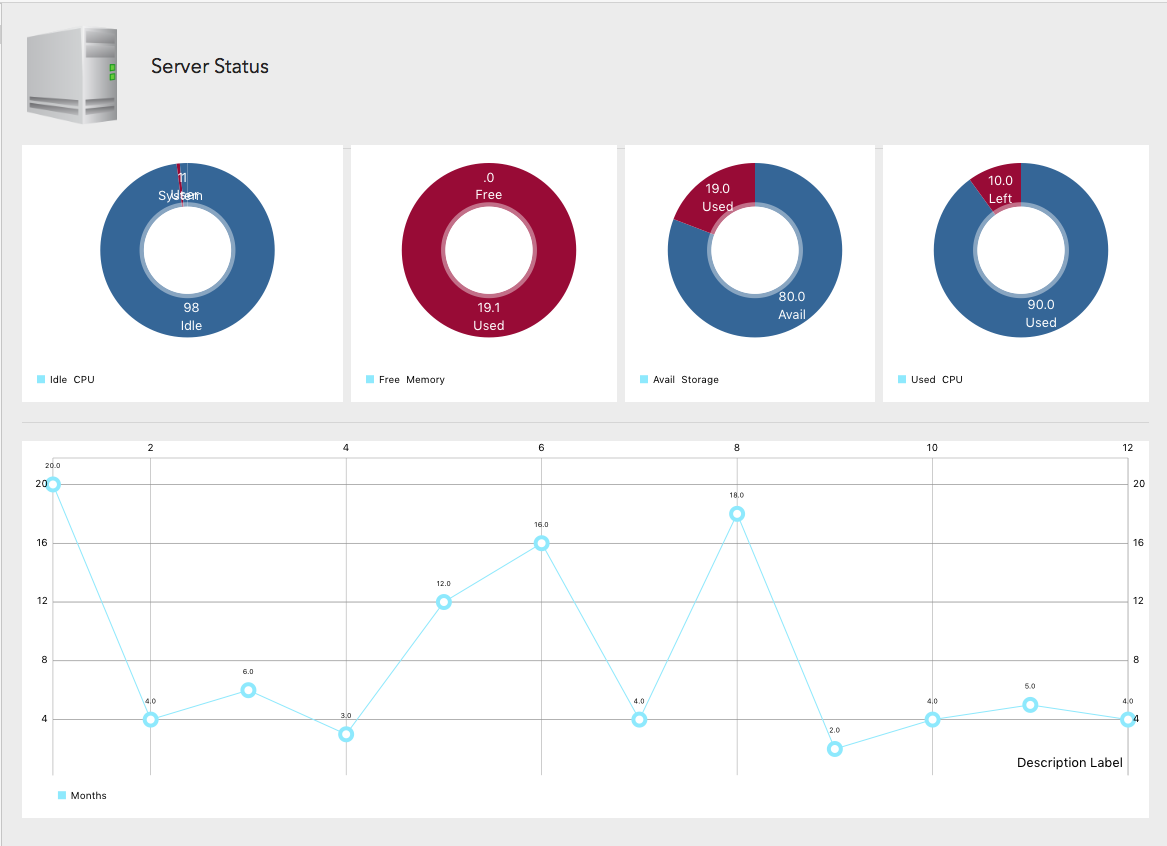 Server Status
11
System
User
98
Idle
Idle CPU
.0
Free
19.1
Used
Free Memory
19.0
Used
80.0
Avail
Avail Storage
10.0
Left
90.0
Used
Used CPU
2 4 6 8 10 12
20.0
20 20
18.0
16.0
16 16
12.0
12 12
6.0
8 8
5.0
4.0 4.0 4.0 4.0
3.0
4 4
2.0
Description Label
Months